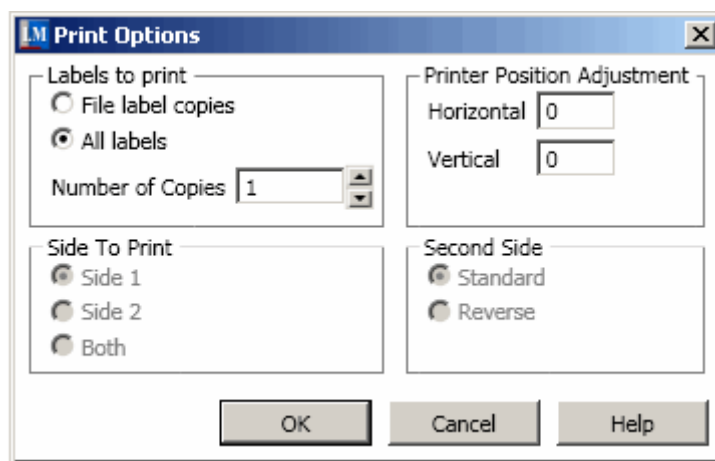 LM Print Options
Labels to print
File label copies
All labels
Number of Copies 1
Printer Position Adjustment
Horizontal 0
Vertical 0
Side To Print
Side 1
Side 2
Both
Second Side
Standard
Reverse
OK Cancel Help